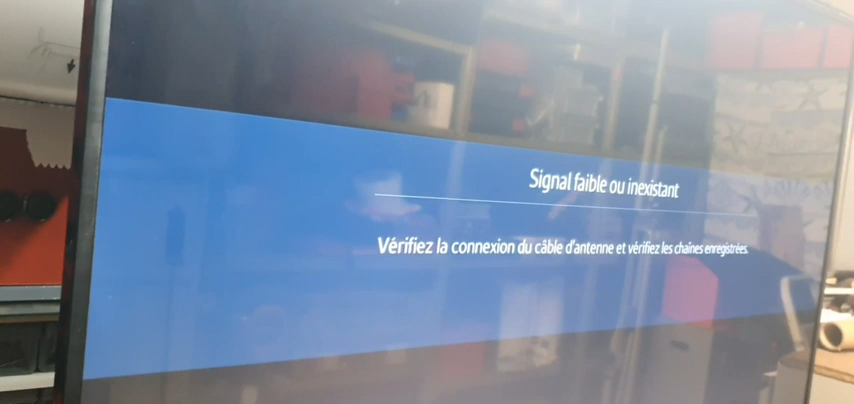 Signal faible ou inexistant
Vérifiez la connexion du câble d'antenne et vérifiez les chaînes enregistrées.